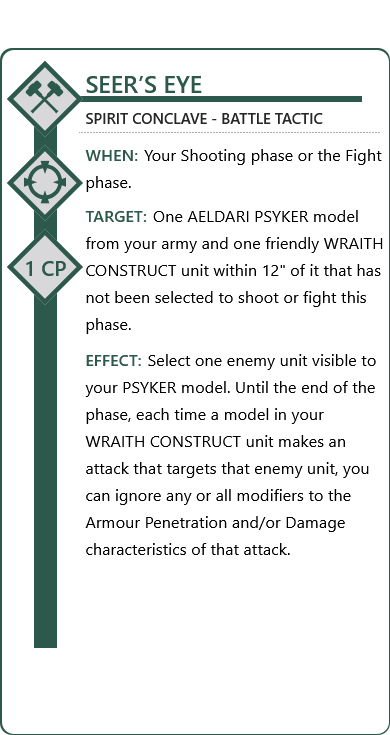 SEER'S EYE
SPIRIT CONCLAVE - BATTLE TACTIC
WHEN: Your Shooting phase or the Fight
phase.
TARGET: One AELDARI PSYKER model
from your army and one friendly WRAITH
1 CP
CONSTRUCT unit within 12" of it that has
not been selected to shoot or fight this
phase.
EFFECT: Select one enemy unit visible to
your PSYKER model. Until the end of the
phase, each time a model in your
WRAITH CONSTRUCT unit makes an
attack that targets that enemy unit, you
can ignore any or all modifiers to the
Armour Penetration and/or Damage
characteristics of that attack.